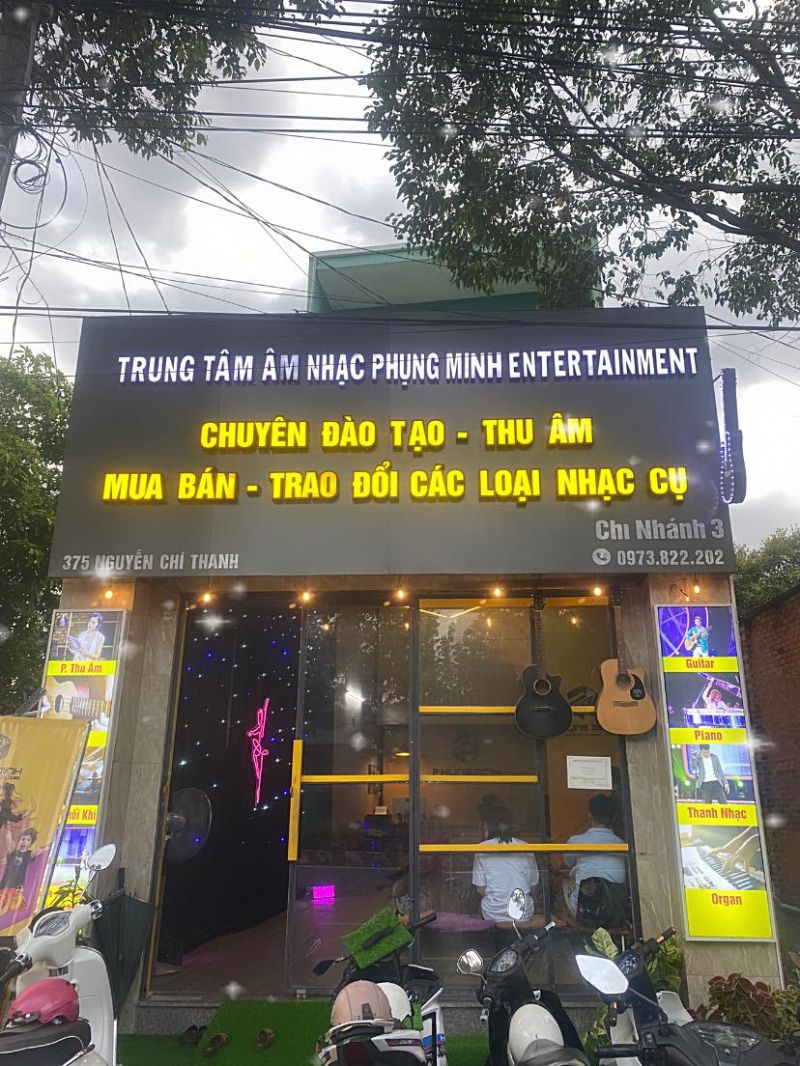 TRUNG TÂM ÂM NHẠC PHỤNG MINH ENTERTAINMENT
CHUYÊN ĐÀO TẠO - THU ÂM
MUA BÁN - TRAO ĐỔI CÁC LOẠI NHẠC CỤ
Chi Nhánh 3
375 NGUYỄN CHÍ THANH
0973.822.202
P. Thu Âm
Guitar
Piano
Thanh Nhạc
Organ